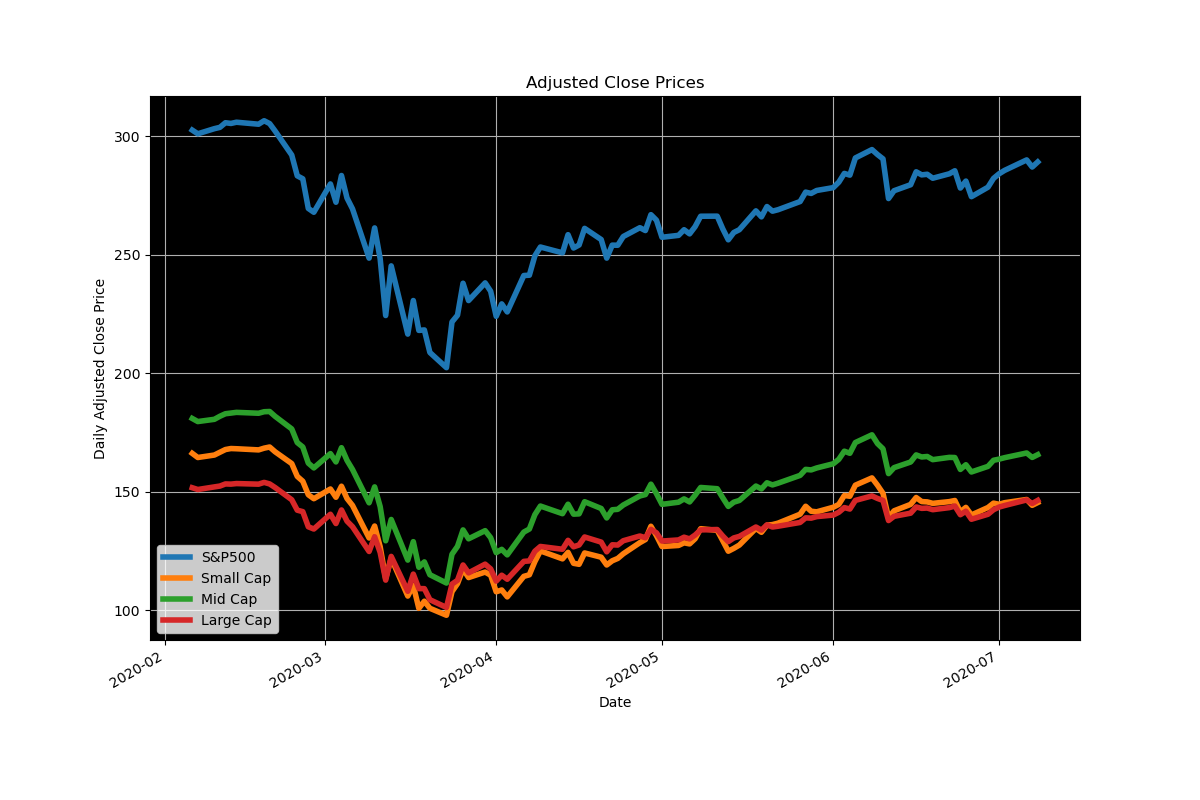 Adjusted Close Prices
Daily Adjusted Close Price
300
250
200
150
100
S&P500
Small Cap
Mid Cap
Large Cap
2020-02
2020-03
2020-04
2020-05
2020-06
2020-07
Date